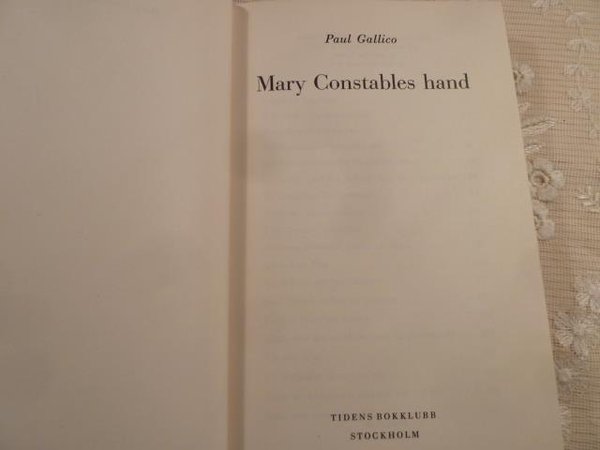 Paul Gallico
Mary Constables hand
TIDENS BOKKLUBB
STOCKHOLM